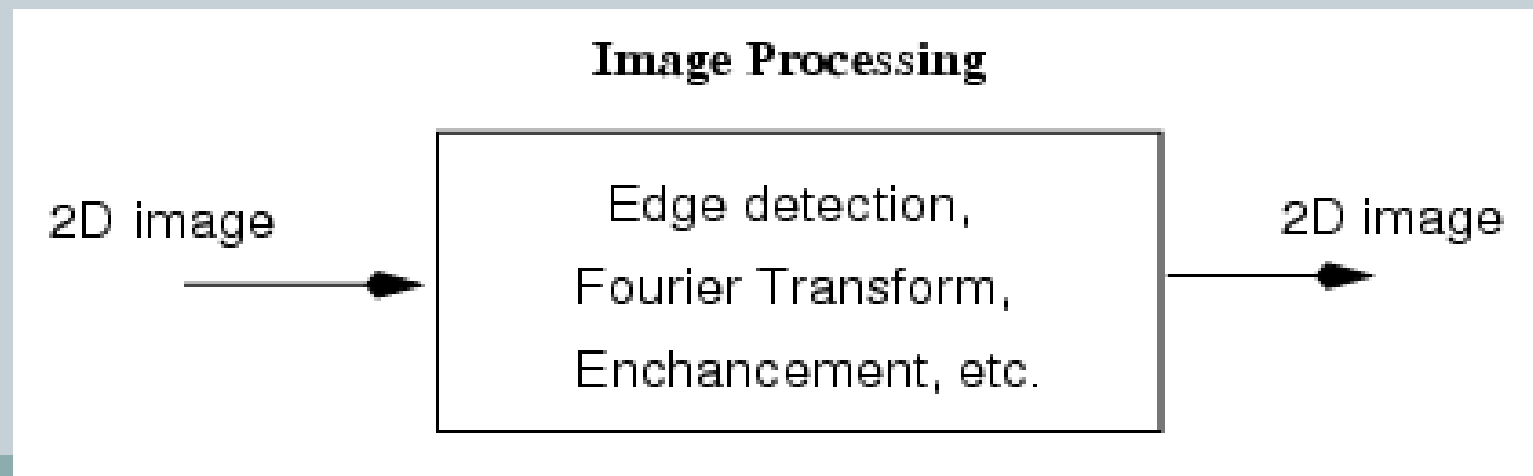 Image Processing
2D image
Edge detection,
Fourier Transform,
Enchancement, etc.
2D image